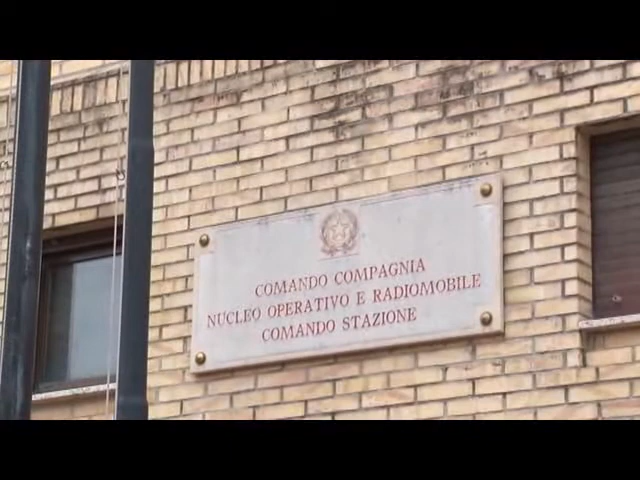 COMANDO COMPAGNIA
NUCLEO OPERATIVO E RADIOMOBILE
COMANDO STAZIONE